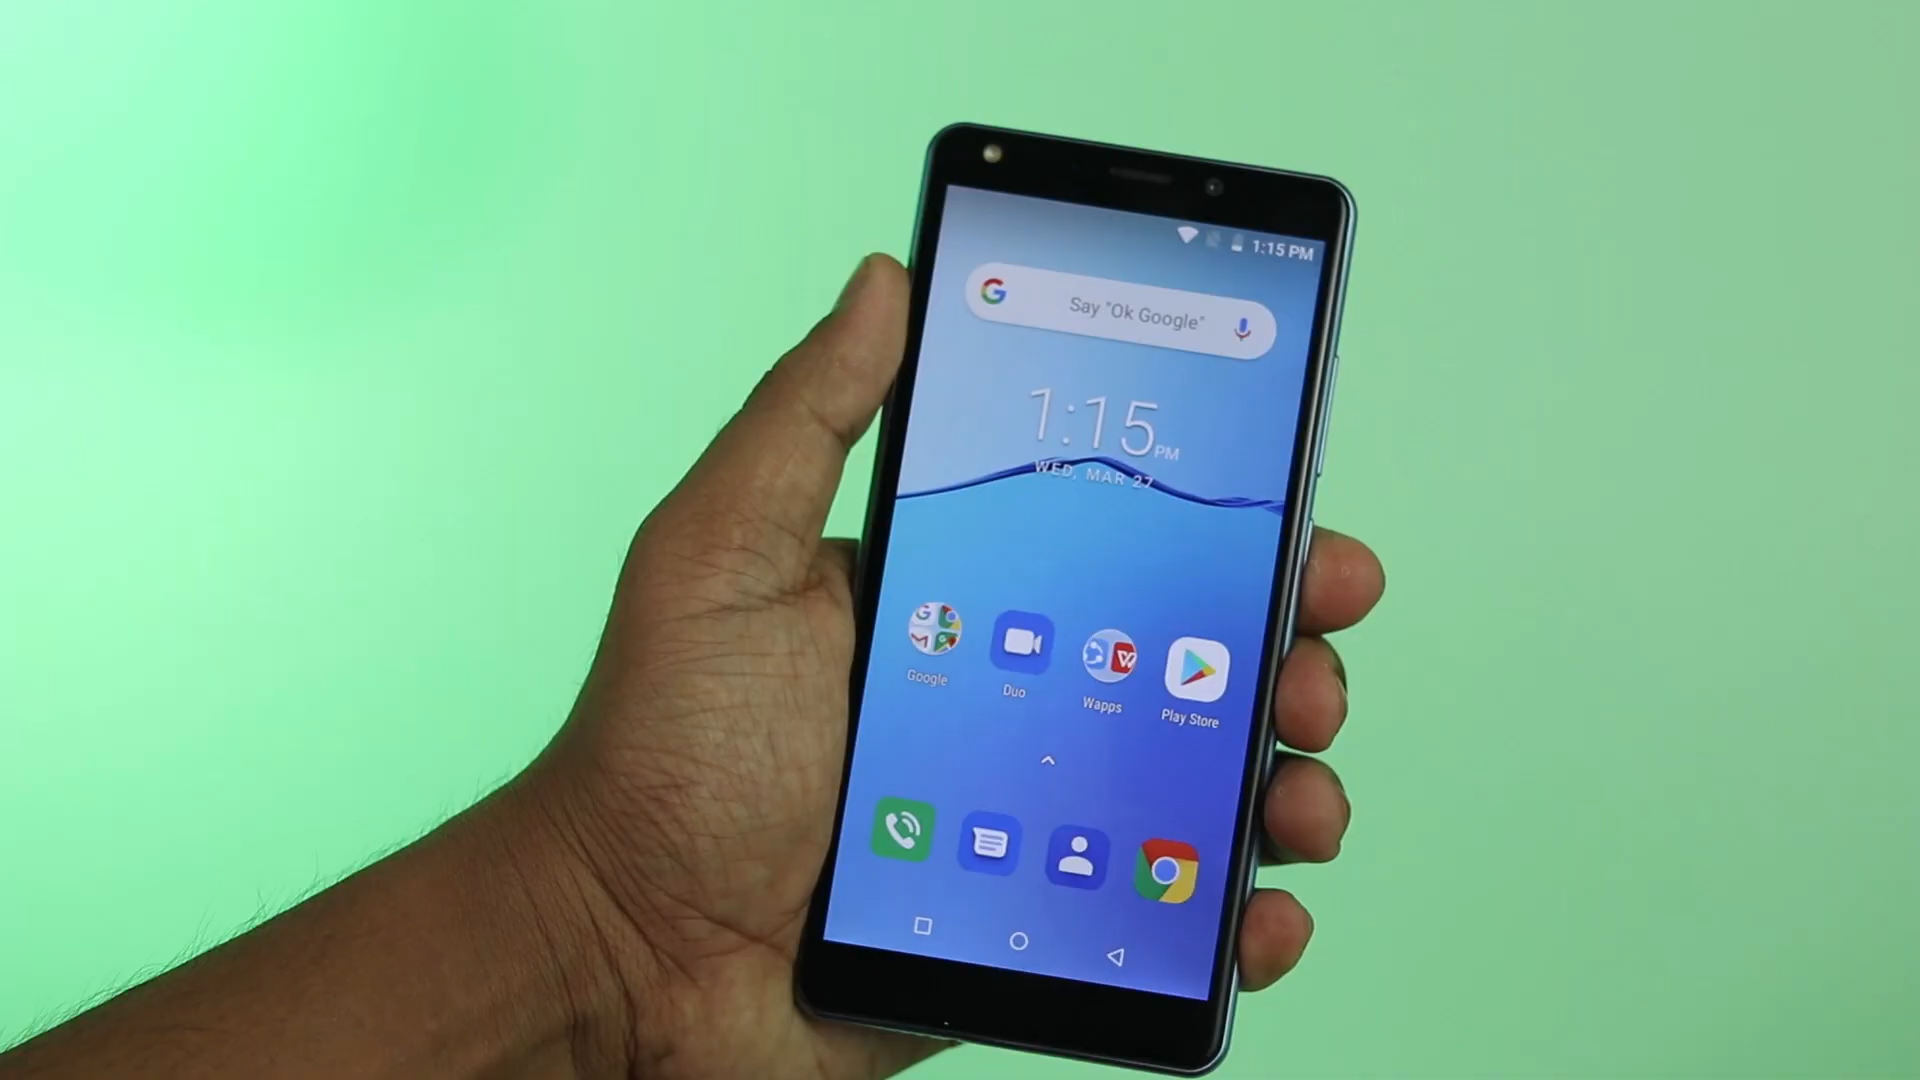 1:15 PM
G Say "Ok Google"
1:15 PM
WED, MAR 27
Google
Duo
Wapps
Play Store